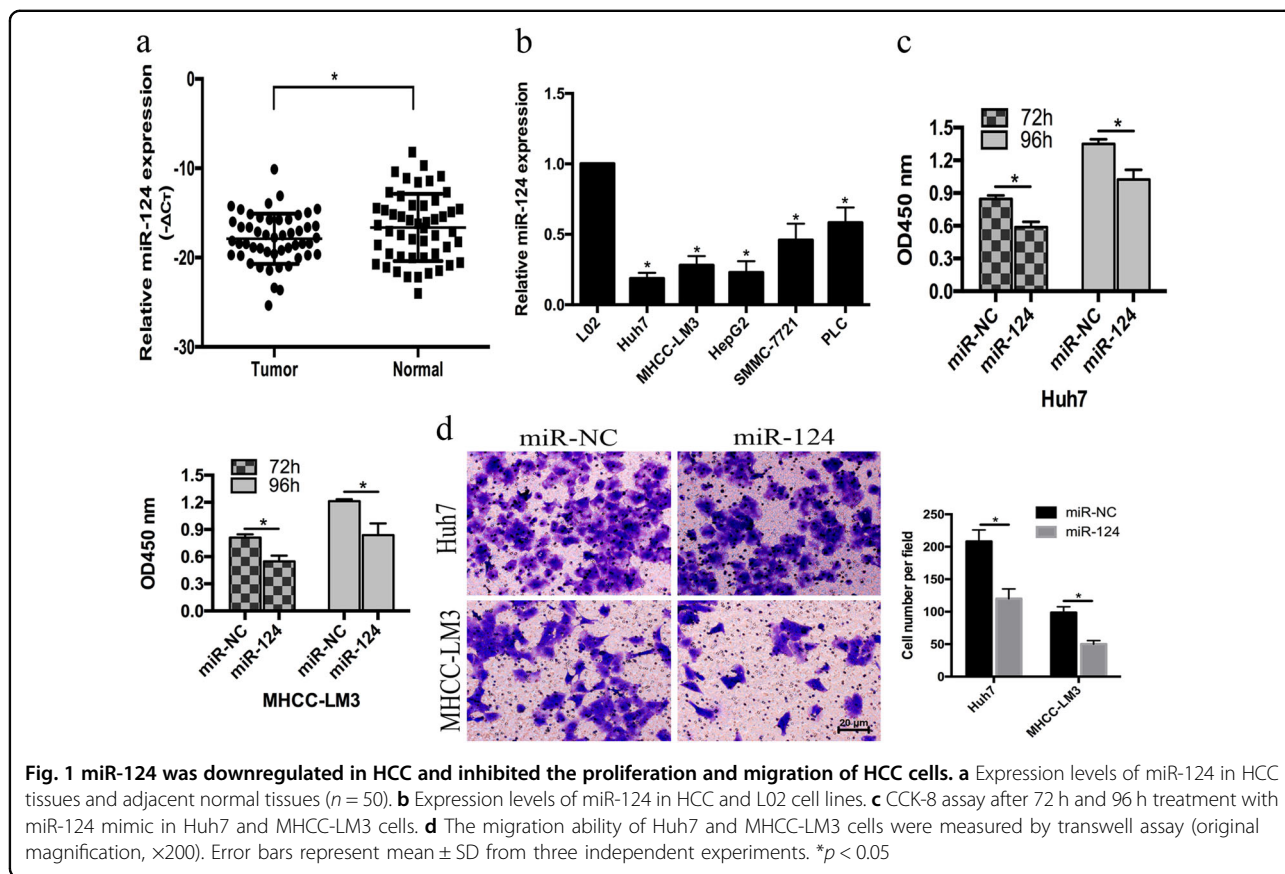 a
*
Relative miR-124 expression
(-ΔCT)
0
-10
-20
-30
Tumor
Normal
b
Relative miR-124 expression
1.5
1.0
0.5
0.0
*
*
*
*
*
L02
Huh7
MHCC-LM3
HepG2
SMMC-7721
PLC
c
72h
96h
OD450 nm
1.5
1.2
0.9
0.6
0.3
0.0
*
*
miR-NC
miR-124
miR-NC
miR-124
Huh7
72h
96h
OD450 nm
1.5
1.2
0.9
0.6
0.3
0.0
*
*
miR-NC
miR-124
miR-NC
miR-124
MHCC-LM3
d
miR-NC
miR-124
Huh7
MHCC-LM3
20 μm
miR-NC
miR-124
Cell number per field
250
200
150
100
50
0
*
*
Huh7
MHCC-LM3
Fig. 1 miR-124 was downregulated in HCC and inhibited the proliferation and migration of HCC cells. a Expression levels of miR-124 in HCC
tissues and adjacent normal tissues (n = 50). b Expression levels of miR-124 in HCC and L02 cell lines. c CCK-8 assay after 72 h and 96 h treatment with
miR-124 mimic in Huh7 and MHCC-LM3 cells. d The migration ability of Huh7 and MHCC-LM3 cells were measured by transwell assay (original
magnification, ×200). Error bars represent mean ± SD from three independent experiments. *p < 0.05